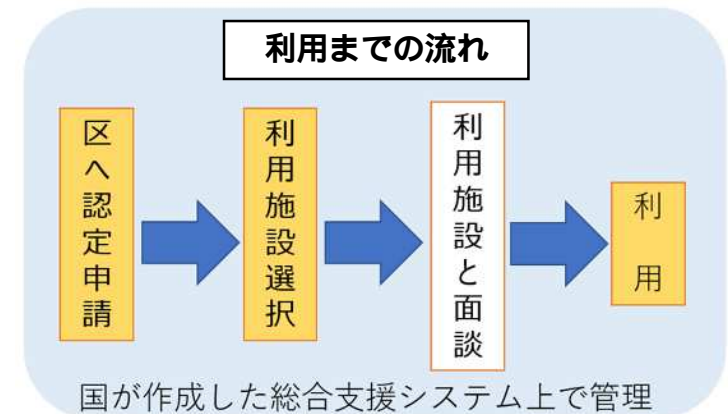 利用までの流れ
区へ認定申請
利用施設選択
利用施設と面談
利用
国が作成した総合支援システム上で管理